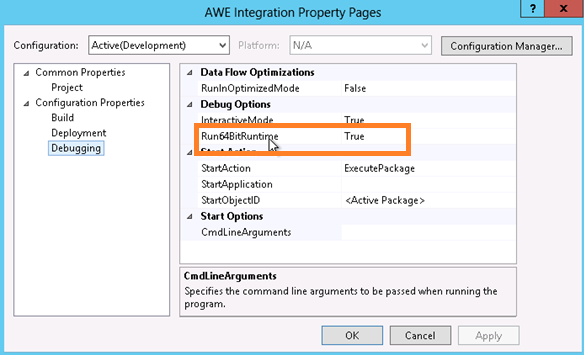 AWE Integration Property Pages
? x
Configuration: Active(Development) Platform: N/A Configuration Manager...
Common Properties
Project
Configuration Properties
Build
Deployment
Debugging
Data Flow Optimizations
RunInOptimizedMode False
Debug Options
InteractiveMode True
Run64BitRuntime True
Start Action
StartAction ExecutePackage
StartApplication
StartObjectID <Active Package>
Start Options
CmdLineArguments
CmdLineArguments
Specifies the command line arguments to be passed when running the
program.
OK Cancel Apply